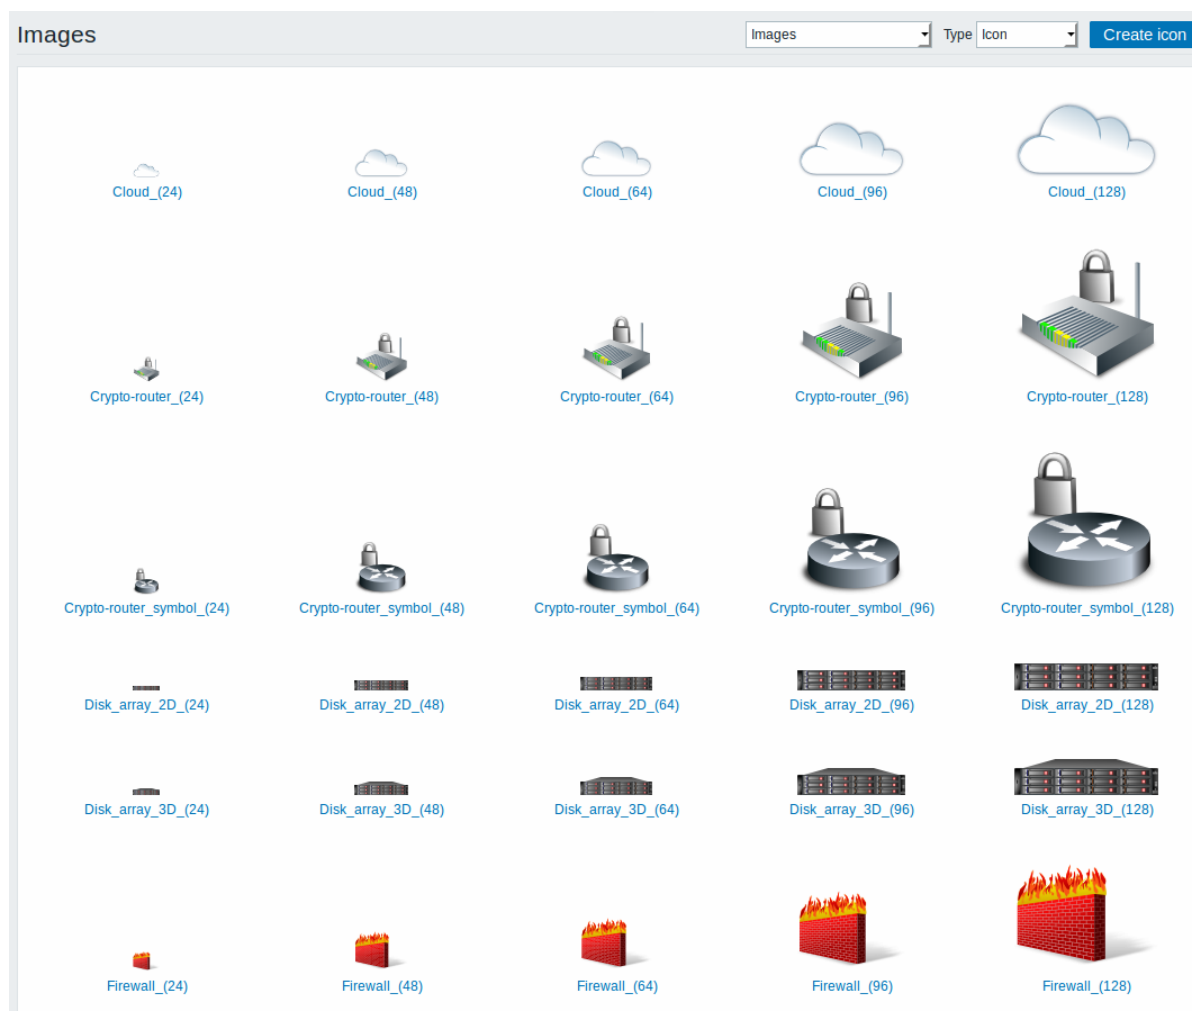 Images Images Type Icon Create icon
Cloud_(24) Cloud_(48) Cloud_(64) Cloud_(96) Cloud_(128)
Crypto-router_(24) Crypto-router_(48) Crypto-router_(64) Crypto-router_(96) Crypto-router_(128)
Crypto-router_symbol_(24) Crypto-router_symbol_(48) Crypto-router_symbol_(64) Crypto-router_symbol_(96) Crypto-router_symbol_(128)
Disk_array_2D_(24) Disk_array_2D_(48) Disk_array_2D_(64) Disk_array_2D_(96) Disk_array_2D_(128)
Disk_array_3D_(24) Disk_array_3D_(48) Disk_array_3D_(64) Disk_array_3D_(96) Disk_array_3D_(128)
Firewall_(24) Firewall_(48) Firewall_(64) Firewall_(96) Firewall_(128)